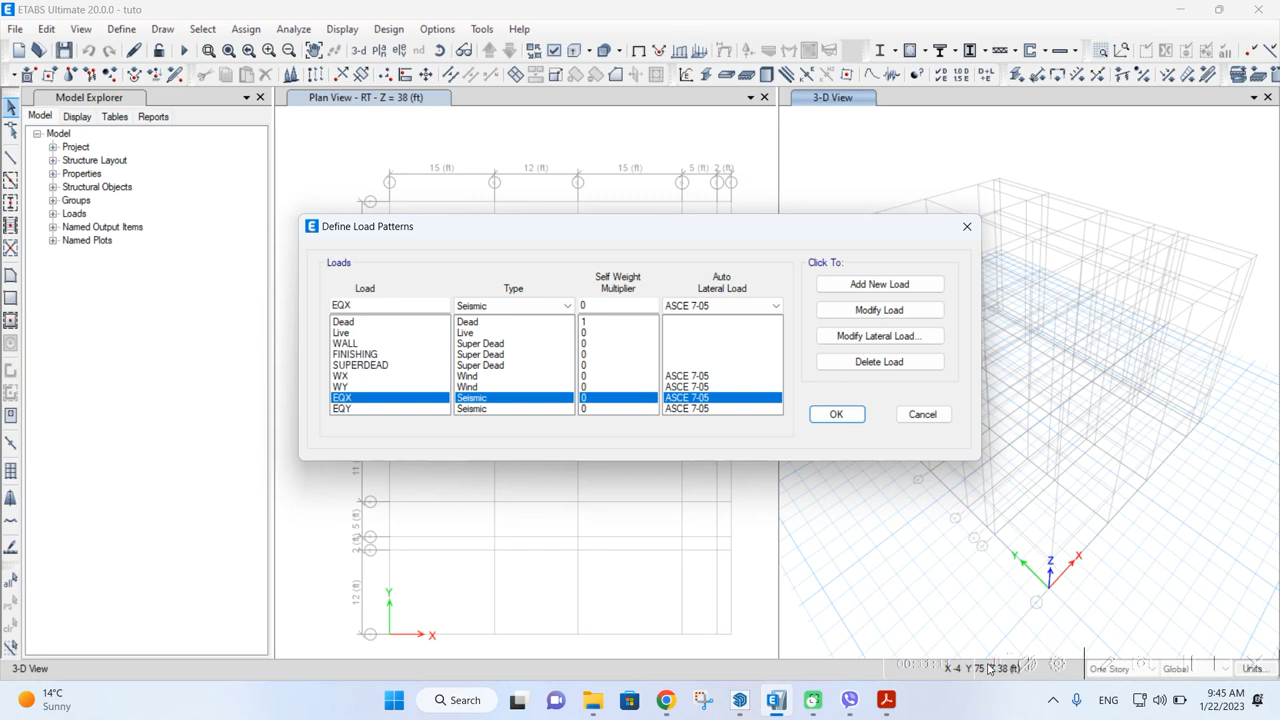 ETABS Ultimate 20.0.0 - tuto
File Edit View Define Draw Select Assign Analyze Display Design Options Tools Help
Model Explorer
Plan View - RT - Z = 38 (ft)
3-D View
Model Display Tables Reports
Model
Project
Structure Layout
Properties
Structural Objects
Groups
Loads
Named Output Items
Named Plots
15 (ft) 12 (ft) 15 (ft) 5 (ft) 2 (ft)
Define Load Patterns
Loads
Click To:
Load Type Self Weight Multiplier Auto Lateral Load
EQX Seismic 0 ASCE 7-05
Dead Dead 1
Live Live 0
WALL Super Dead 0
FINISHING Super Dead 0
SUPERDEAD Super Dead 0
WX Wind 0 ASCE 7-05
WY Wind 0 ASCE 7-05
EQX Seismic 0 ASCE 7-05
EQY Seismic 0 ASCE 7-05
Add New Load
Modify Load
Modify Lateral Load...
Delete Load
OK Cancel
5 (ft)
2 (ft)
12 (ft)
Y
X
Y Z X
3-D View
One Story Global Units...
14°C
Sunny
Search
ENG
9:45 AM
1/22/2023